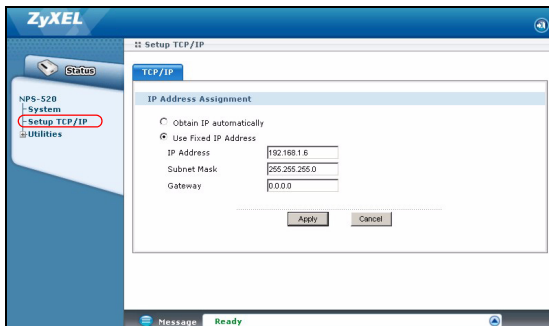 ZyXEL
Setup TCP/IP
Status
TCP/IP
NPS-520
System
Setup TCP/IP
Utilities
IP Address Assignment
Obtain IP automatically
Use Fixed IP Address
IP Address 192.168.1.6
Subnet Mask 255.255.255.0
Gateway 0.0.0.0
Apply Cancel
Message Ready